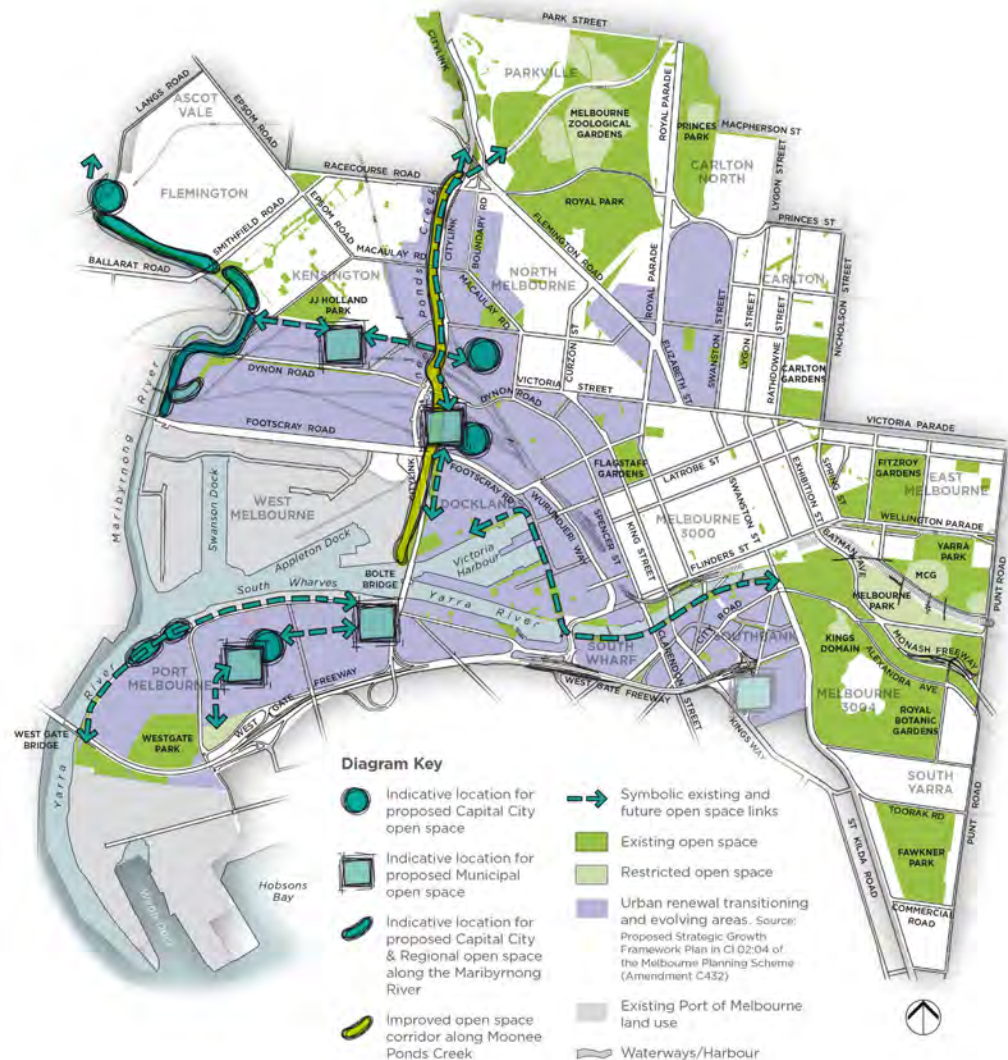 PARK STREET
CITYLINK
PARKVILLE
LANGS ROAD
ASCOT
VALE
EPSOM ROAD
MELBOURNE
ZOOLOGICAL
GARDENS
ROYAL PARADE
PRINCES
PARK
MACPHERSON ST
CARLTON
NORTH
LYGON STREET
RACECOURSE ROAD
FLEMINGTON
ROYAL PARK
PRINCES ST
SMITHFIELD ROAD
EPSOM ROAD
Ponds Creek
CITYLINK
BOUNDARY RD
FLEMINGTON ROAD
BALLARAT ROAD
MACAULAY RD
KENSINGTON
NORTH
MELBOURNE
ROYAL PARADE
CARLTON
NICHOLSON STREET
JJ HOLLAND
PARK
MACAULAY RD
CURZON ST
ELIZABETH ST
SWANSTON STREET
LYGON STREET
RATHDOWNE STREET
CARLTON
GARDENS
Maribyrnong River
DYNON ROAD
VICTORIA
STREET
DYNON ROAD
VICTORIA PARADE
FOOTSCRAY ROAD
FLAGSTAFF
GARDENS
LATROBE ST
EXHIBITION ST
SPRING ST
FITZROY
GARDENS
EAST
MELBOURNE
Swanson Dock
WEST
MELBOURNE
CITYLINK
FOOTSCRAY RD
DOCKLANDS
WURUNDJERI WAY
SPENCER ST
KING STREET
MELBOURNE
3000
SWANSTON ST
WELLINGTON PARADE
Appleton Dock
Victoria
Harbour
FLINDERS ST
BATMAN AVE
YARRA
PARK
MCG
PUNT ROAD
South Wharves
BOLTE
BRIDGE
Yarra River
MELBOURNE
PARK
CITY ROAD
SOUTHBANK
MONASH FREEWAY
PORT
MELBOURNE
SOUTH
WHARF
CLARENDON STREET
KINGS
DOMAIN
ALEXANDRA AVE
WEST GATE FREEWAY
WEST GATE FREEWAY
MELBOURNE
3004
ROYAL
BOTANIC
GARDENS
WEST GATE
BRIDGE
WESTGATE
PARK
KINGS WAY
Yarra River
SOUTH
YARRA
TOORAK RD
PUNT ROAD
ST KILDA ROAD
FAWKNER
PARK
COMMERCIAL
ROAD
Webb Dock
Hobsons
Bay
Diagram Key
Indicative location for
proposed Capital City
open space
Indicative location for
proposed Municipal
open space
Indicative location for
proposed Capital City
& Regional open space
along the Maribyrnong
River
Improved open space
corridor along Moonee
Ponds Creek
Symbolic existing and
future open space links
Existing open space
Restricted open space
Urban renewal transitioning
and evolving areas. Source:
Proposed Strategic Growth
Framework Plan in Cl 02:04 of
the Melbourne Planning Scheme
(Amendment C432)
Existing Port of Melbourne
land use
Waterways/Harbour